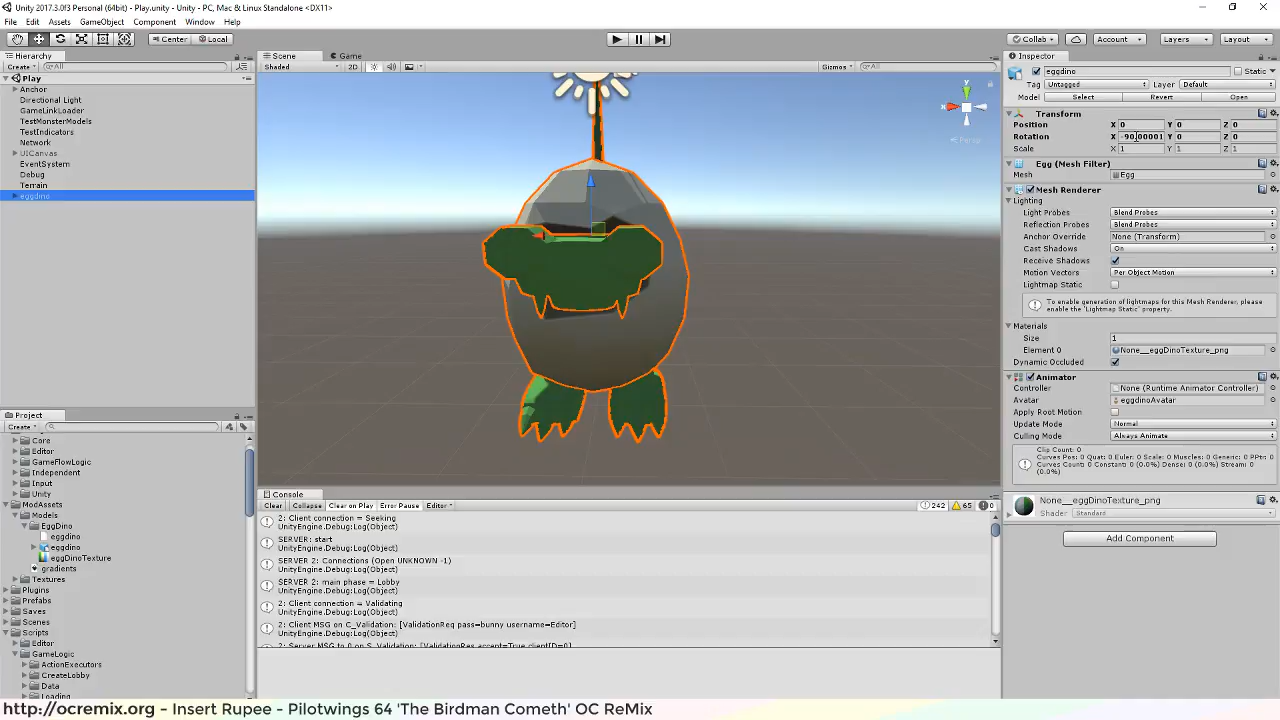 Unity 2017.3.0f3 Personal (64bit) - Play.unity - Unity - PC, Mac & Linux Standalone <DX11>
File Edit Assets GameObject Component Window Help
Center Local Collab Account Layers Layout
Hierarchy
Create All
Play
Anchor
Directional Light
GameLinkLoader
TestMonsterModels
TestIndicators
Network
UICanvas
EventSystem
Debug
Terrain
eggdino
Scene Game
Shaded 2D Gizmos All
Persp
Project
Create
Core
Editor
GameFlowLogic
Independent
Input
Unity
ModAssets
Models
EggDino
eggdino
eggdino
eggDinoTexture
gradients
Textures
Plugins
Prefabs
Saves
Scenes
Scripts
Editor
GameLogic
ActionExecutors
CreateLobby
Data
Loading
Console
Clear Collapse Clear on Play Error Pause Editor 242 65 0
2: Client connection = Seeking
UnityEngine.Debug:Log(Object)
SERVER: start
UnityEngine.Debug:Log(Object)
SERVER 2: Connections (Open UNKNOWN -1)
UnityEngine.Debug:Log(Object)
SERVER 2: main phase = Lobby
UnityEngine.Debug:Log(Object)
2: Client connection = Validating
UnityEngine.Debug:Log(Object)
2: Client MSG on C_Validation: [ValidationReq pass=bunny username=Editor]
UnityEngine.Debug:Log(Object)
2: Server MSG to 0 on S_Validation: [ValidationRes accept=True clientID=0]
Inspector
eggdino Static
Tag Untagged Layer Default
Model Select Revert Open
Transform
Position X 0 Y 0 Z 0
Rotation X -90.00001 Y 0 Z 0
Scale X 1 Y 1 Z 1
Egg (Mesh Filter)
Mesh Egg
Mesh Renderer
Lighting
Light Probes Blend Probes
Reflection Probes Blend Probes
Anchor Override None (Transform)
Cast Shadows On
Receive Shadows
Motion Vectors Per Object Motion
Lightmap Static
To enable generation of lightmaps for this Mesh Renderer, please
enable the 'Lightmap Static' property.
Materials
Size 1
Element 0 None__eggDinoTexture_png
Dynamic Occluded
Animator
Controller None (Runtime Animator Controller)
Avatar eggdinoAvatar
Apply Root Motion
Update Mode Normal
Culling Mode Always Animate
Clip Count: 0
Curves Pos: 0 Quat: 0 Euler: 0 Scale: 0 Muscles: 0 Generic: 0 PPtr: 0
Curves Count: 0 Constant: 0 (0.0%) Dense: 0 (0.0%) Stream: 0
(0.0%)
None__eggDinoTexture_png
Shader Standard
Add Component
http://ocremix.org - Insert Rupee - Pilotwings 64 'The Birdman Cometh' OC ReMix